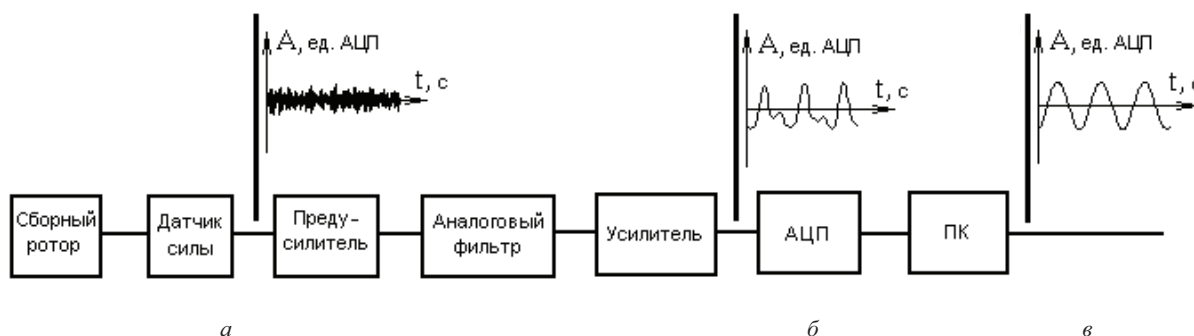 A, ед. АЦП
t, с
A, ед. АЦП
t, с
A, ед. АЦП
t, с
Сборный
ротор
Датчик
силы
Преду-
силитель
Аналоговый
фильтр
Усилитель
АЦП
ПК
а
б
в